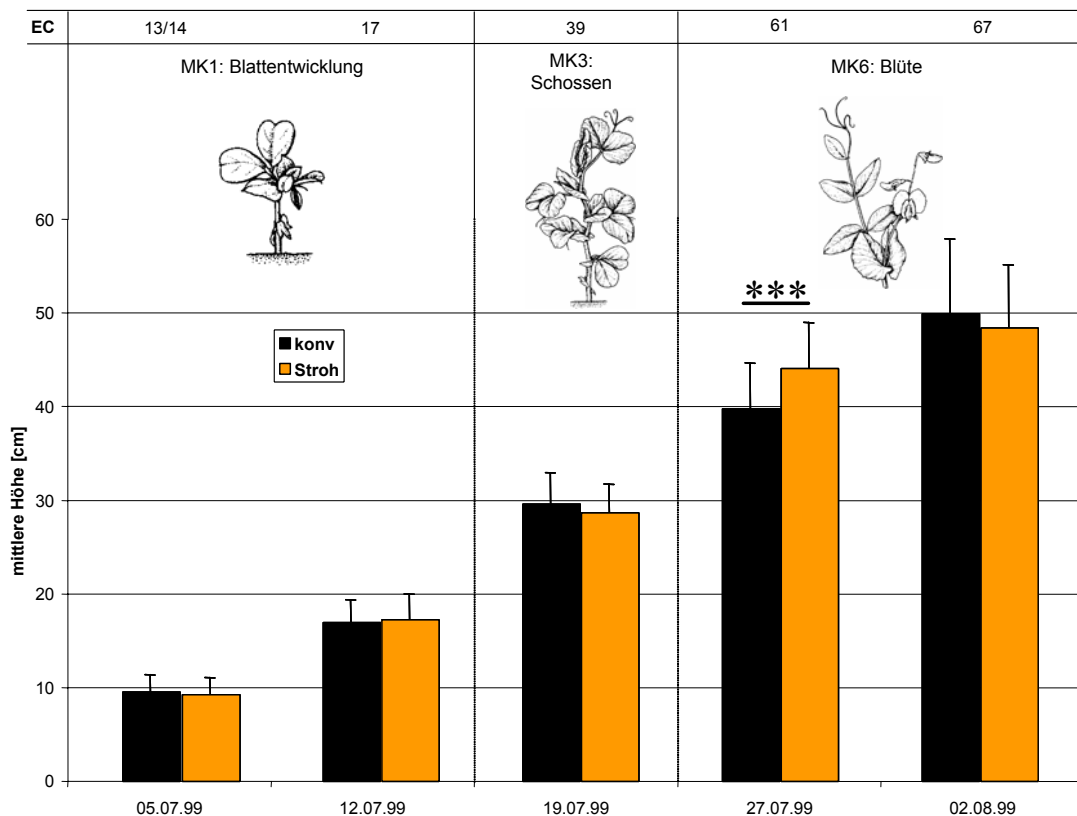 EC 13/14 17 39 61 67
MK1: Blattentwicklung
MK3:
Schossen
MK6: Blüte
mittlere Höhe [cm]
60
50
40
30
20
10
0
***
konv
Stroh
05.07.99 12.07.99 19.07.99 27.07.99 02.08.99